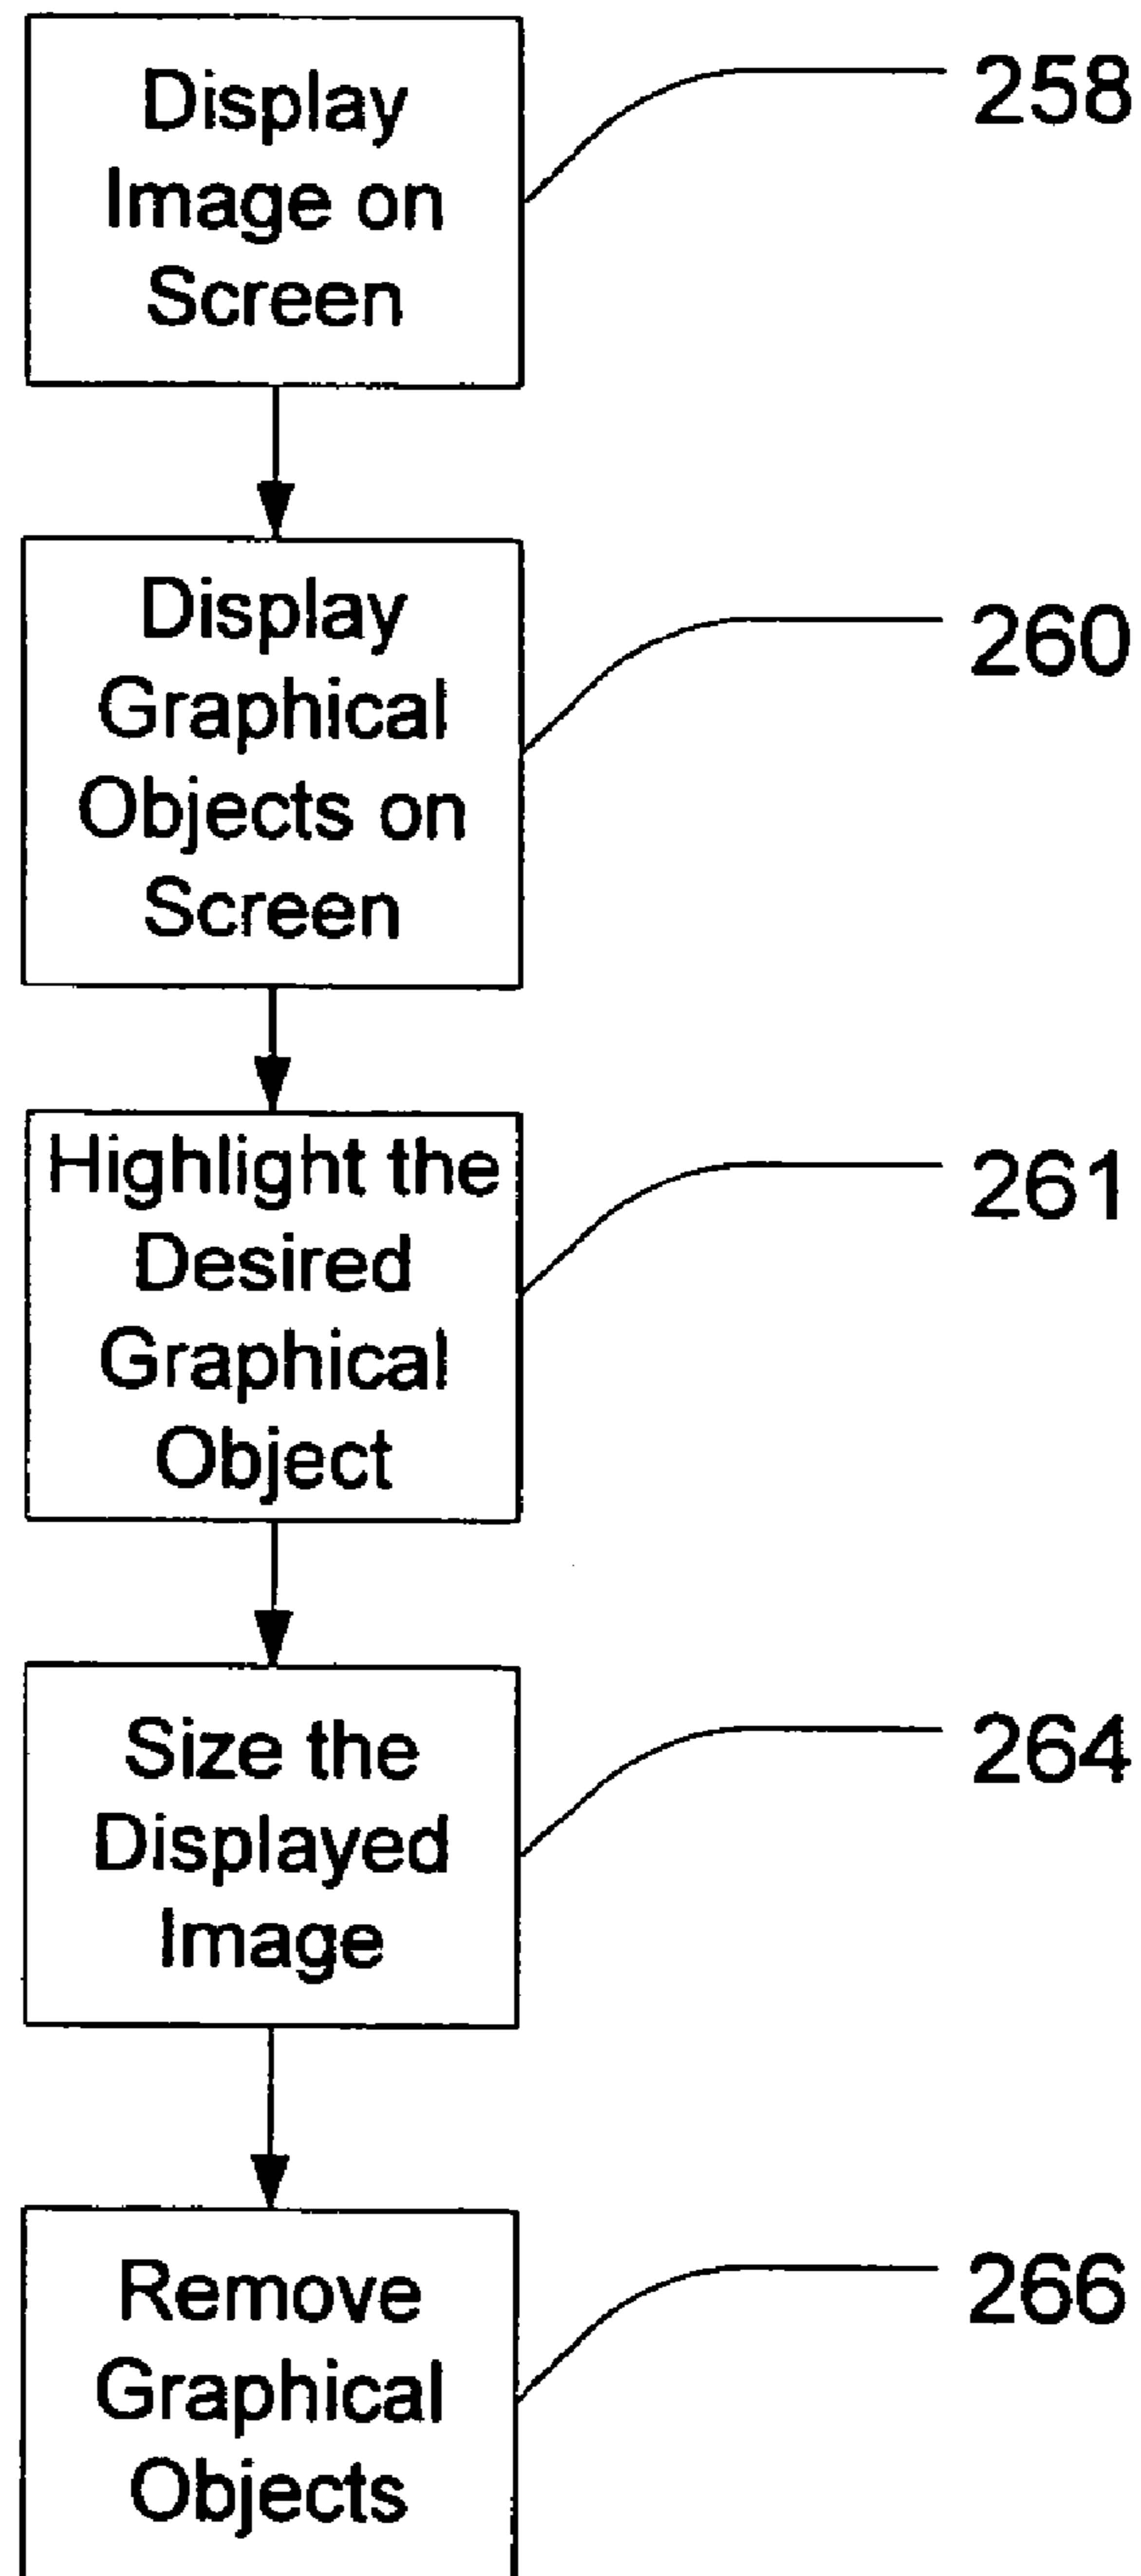 Display
Image on
Screen
258
Display
Graphical
Objects on
Screen
260
Highlight the
Desired
Graphical
Object
261
Size the
Displayed
Image
264
Remove
Graphical
Objects
266